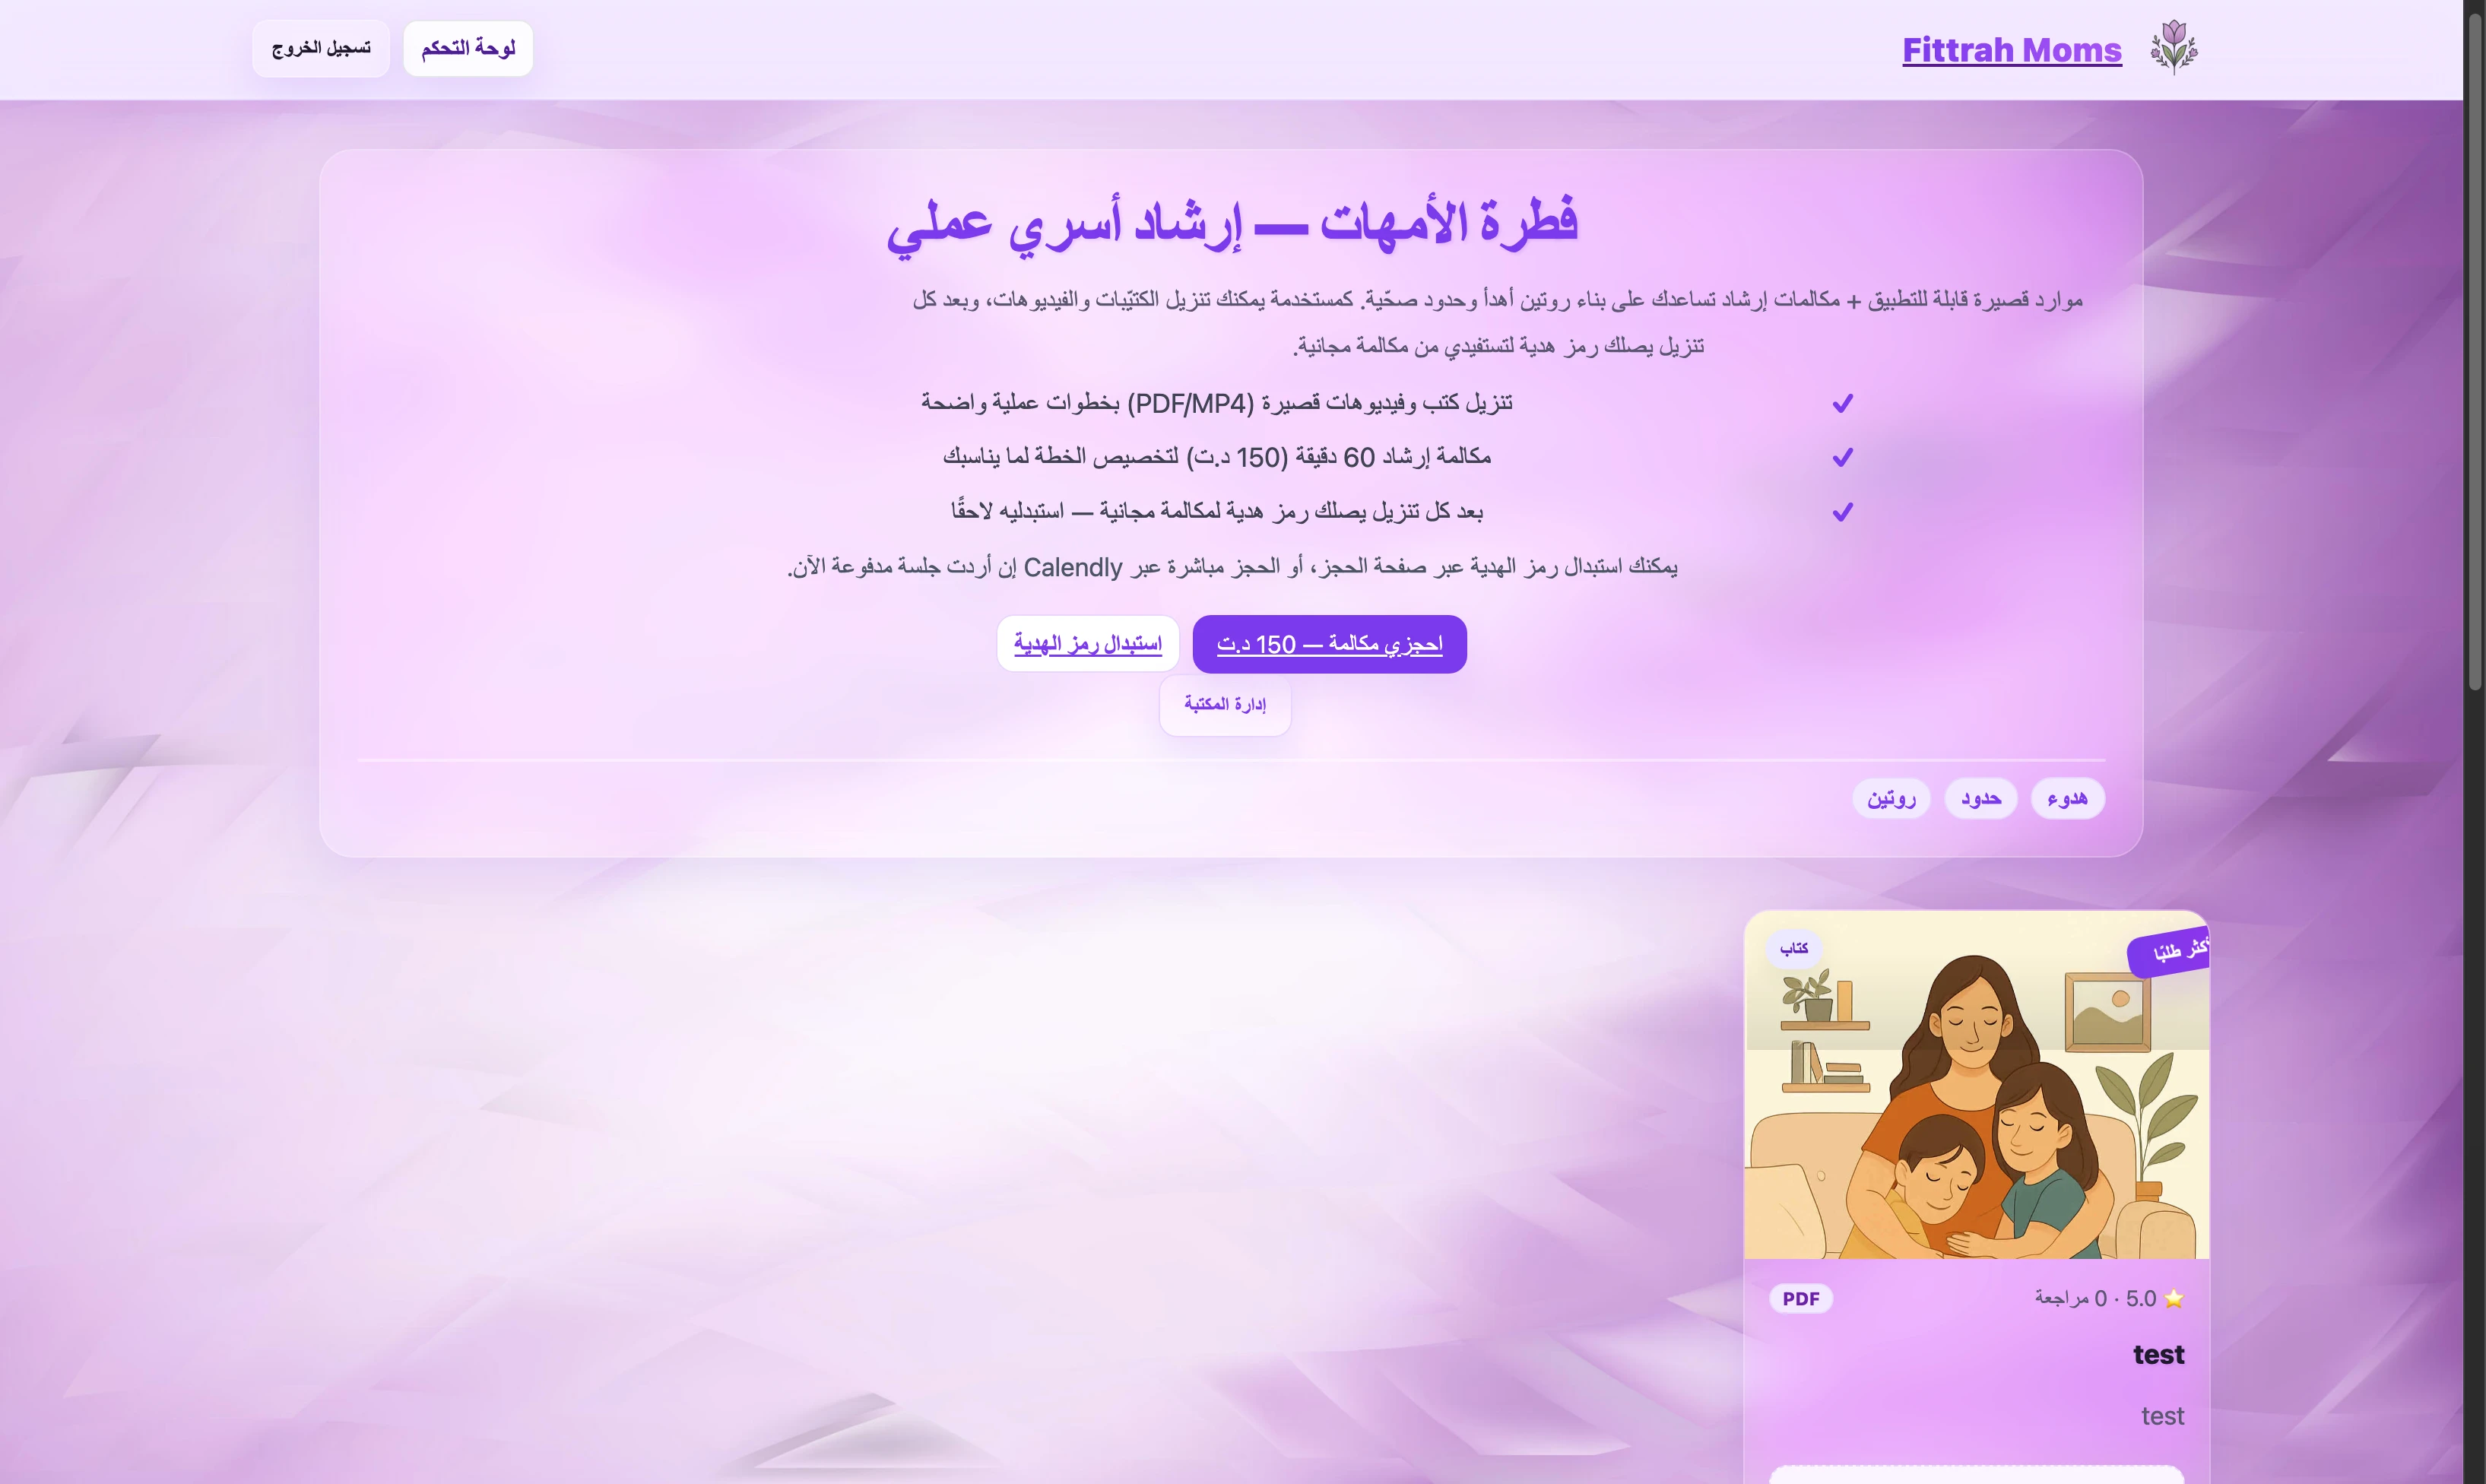 Fittrah Moms
لوحة التحكم
تسجيل الخروج
فطرة الأمهات — إرشاد أسري عملي
موارد قصيرة قابلة للتطبيق + مكالمات إرشاد تساعدك على بناء روتين أهدأ وحدود صحّية. كمستخدمة يمكنك تنزيل الكتيّبات والفيديوهات، وبعد كل
تنزيل يصلك رمز هدية لتستفيدي من مكالمة مجانية.
تنزيل كتب وفيديوهات قصيرة (PDF/MP4) بخطوات عملية واضحة
مكالمة إرشاد 60 دقيقة (150 د.ت) لتخصيص الخطة لما يناسبك
بعد كل تنزيل يصلك رمز هدية لمكالمة مجانية — استبدليه لاحقًا
يمكنك استبدال رمز الهدية عبر صفحة الحجز، أو الحجز مباشرة عبر Calendly إن أردت جلسة مدفوعة الآن.
احجزي مكالمة — 150 د.ت
استبدال رمز الهدية
إدارة المكتبة
هدوء
حدود
روتين
طلبًا
كتاب
5.0 · 0 مراجعة
PDF
test
test